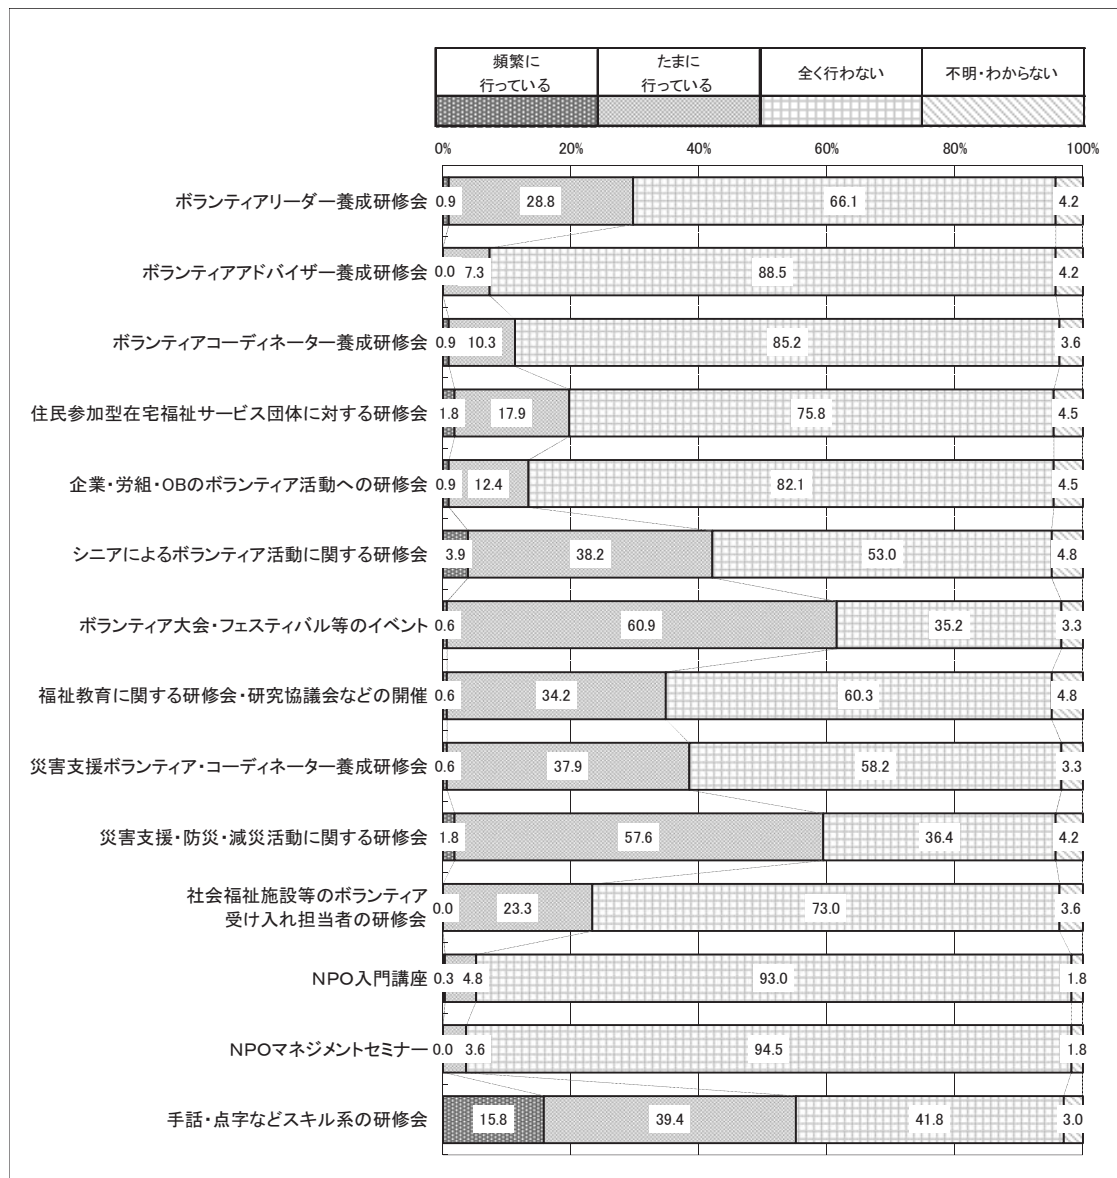 頻繁に
行っている
たまに
行っている
全く行わない
不明・わからない
0%
20%
40%
60%
80%
100%
ボランティアリーダー養成研修会
0.9
28.8
66.1
4.2
ボランティアアドバイザー養成研修会
0.0
7.3
88.5
4.2
ボランティアコーディネーター養成研修会
0.9
10.3
85.2
3.6
住民参加型在宅福祉サービス団体に対する研修会
1.8
17.9
75.8
4.5
企業・労組・OBのボランティア活動への研修会
0.9
12.4
82.1
4.5
シニアによるボランティア活動に関する研修会
3.9
38.2
53.0
4.8
ボランティア大会・フェスティバル等のイベント
0.6
60.9
35.2
3.3
福祉教育に関する研修会・研究協議会などの開催
0.6
34.2
60.3
4.8
災害支援ボランティア・コーディネーター養成研修会
0.6
37.9
58.2
3.3
災害支援・防災・減災活動に関する研修会
1.8
57.6
36.4
4.2
社会福祉施設等のボランティア
受け入れ担当者の研修会
0.0
23.3
73.0
3.6
NPO入門講座
0.3
4.8
93.0
1.8
NPOマネジメントセミナー
0.0
3.6
94.5
1.8
手話・点字などスキル系の研修会
15.8
39.4
41.8
3.0